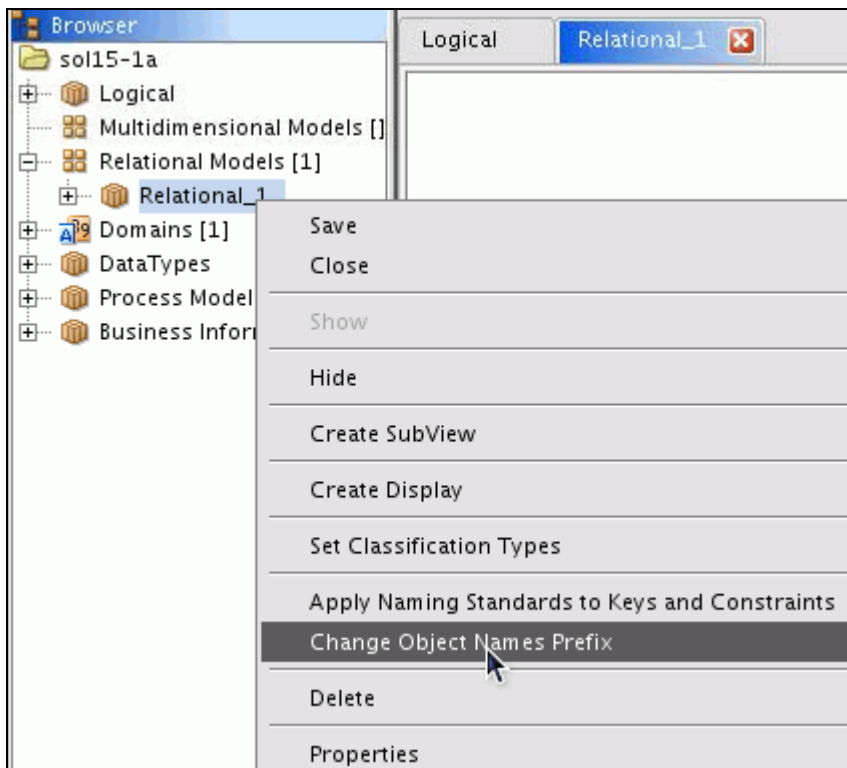 Browser
sol15-1a
Logical
Multidimensional Models []
Relational Models [1]
Relational_1
Domains [1]
DataTypes
Process Model
Business Infor
Logical
Relational_1
Save
Close
Show
Hide
Create SubView
Create Display
Set Classification Types
Apply Naming Standards to Keys and Constraints
Change Object Names Prefix
Delete
Properties